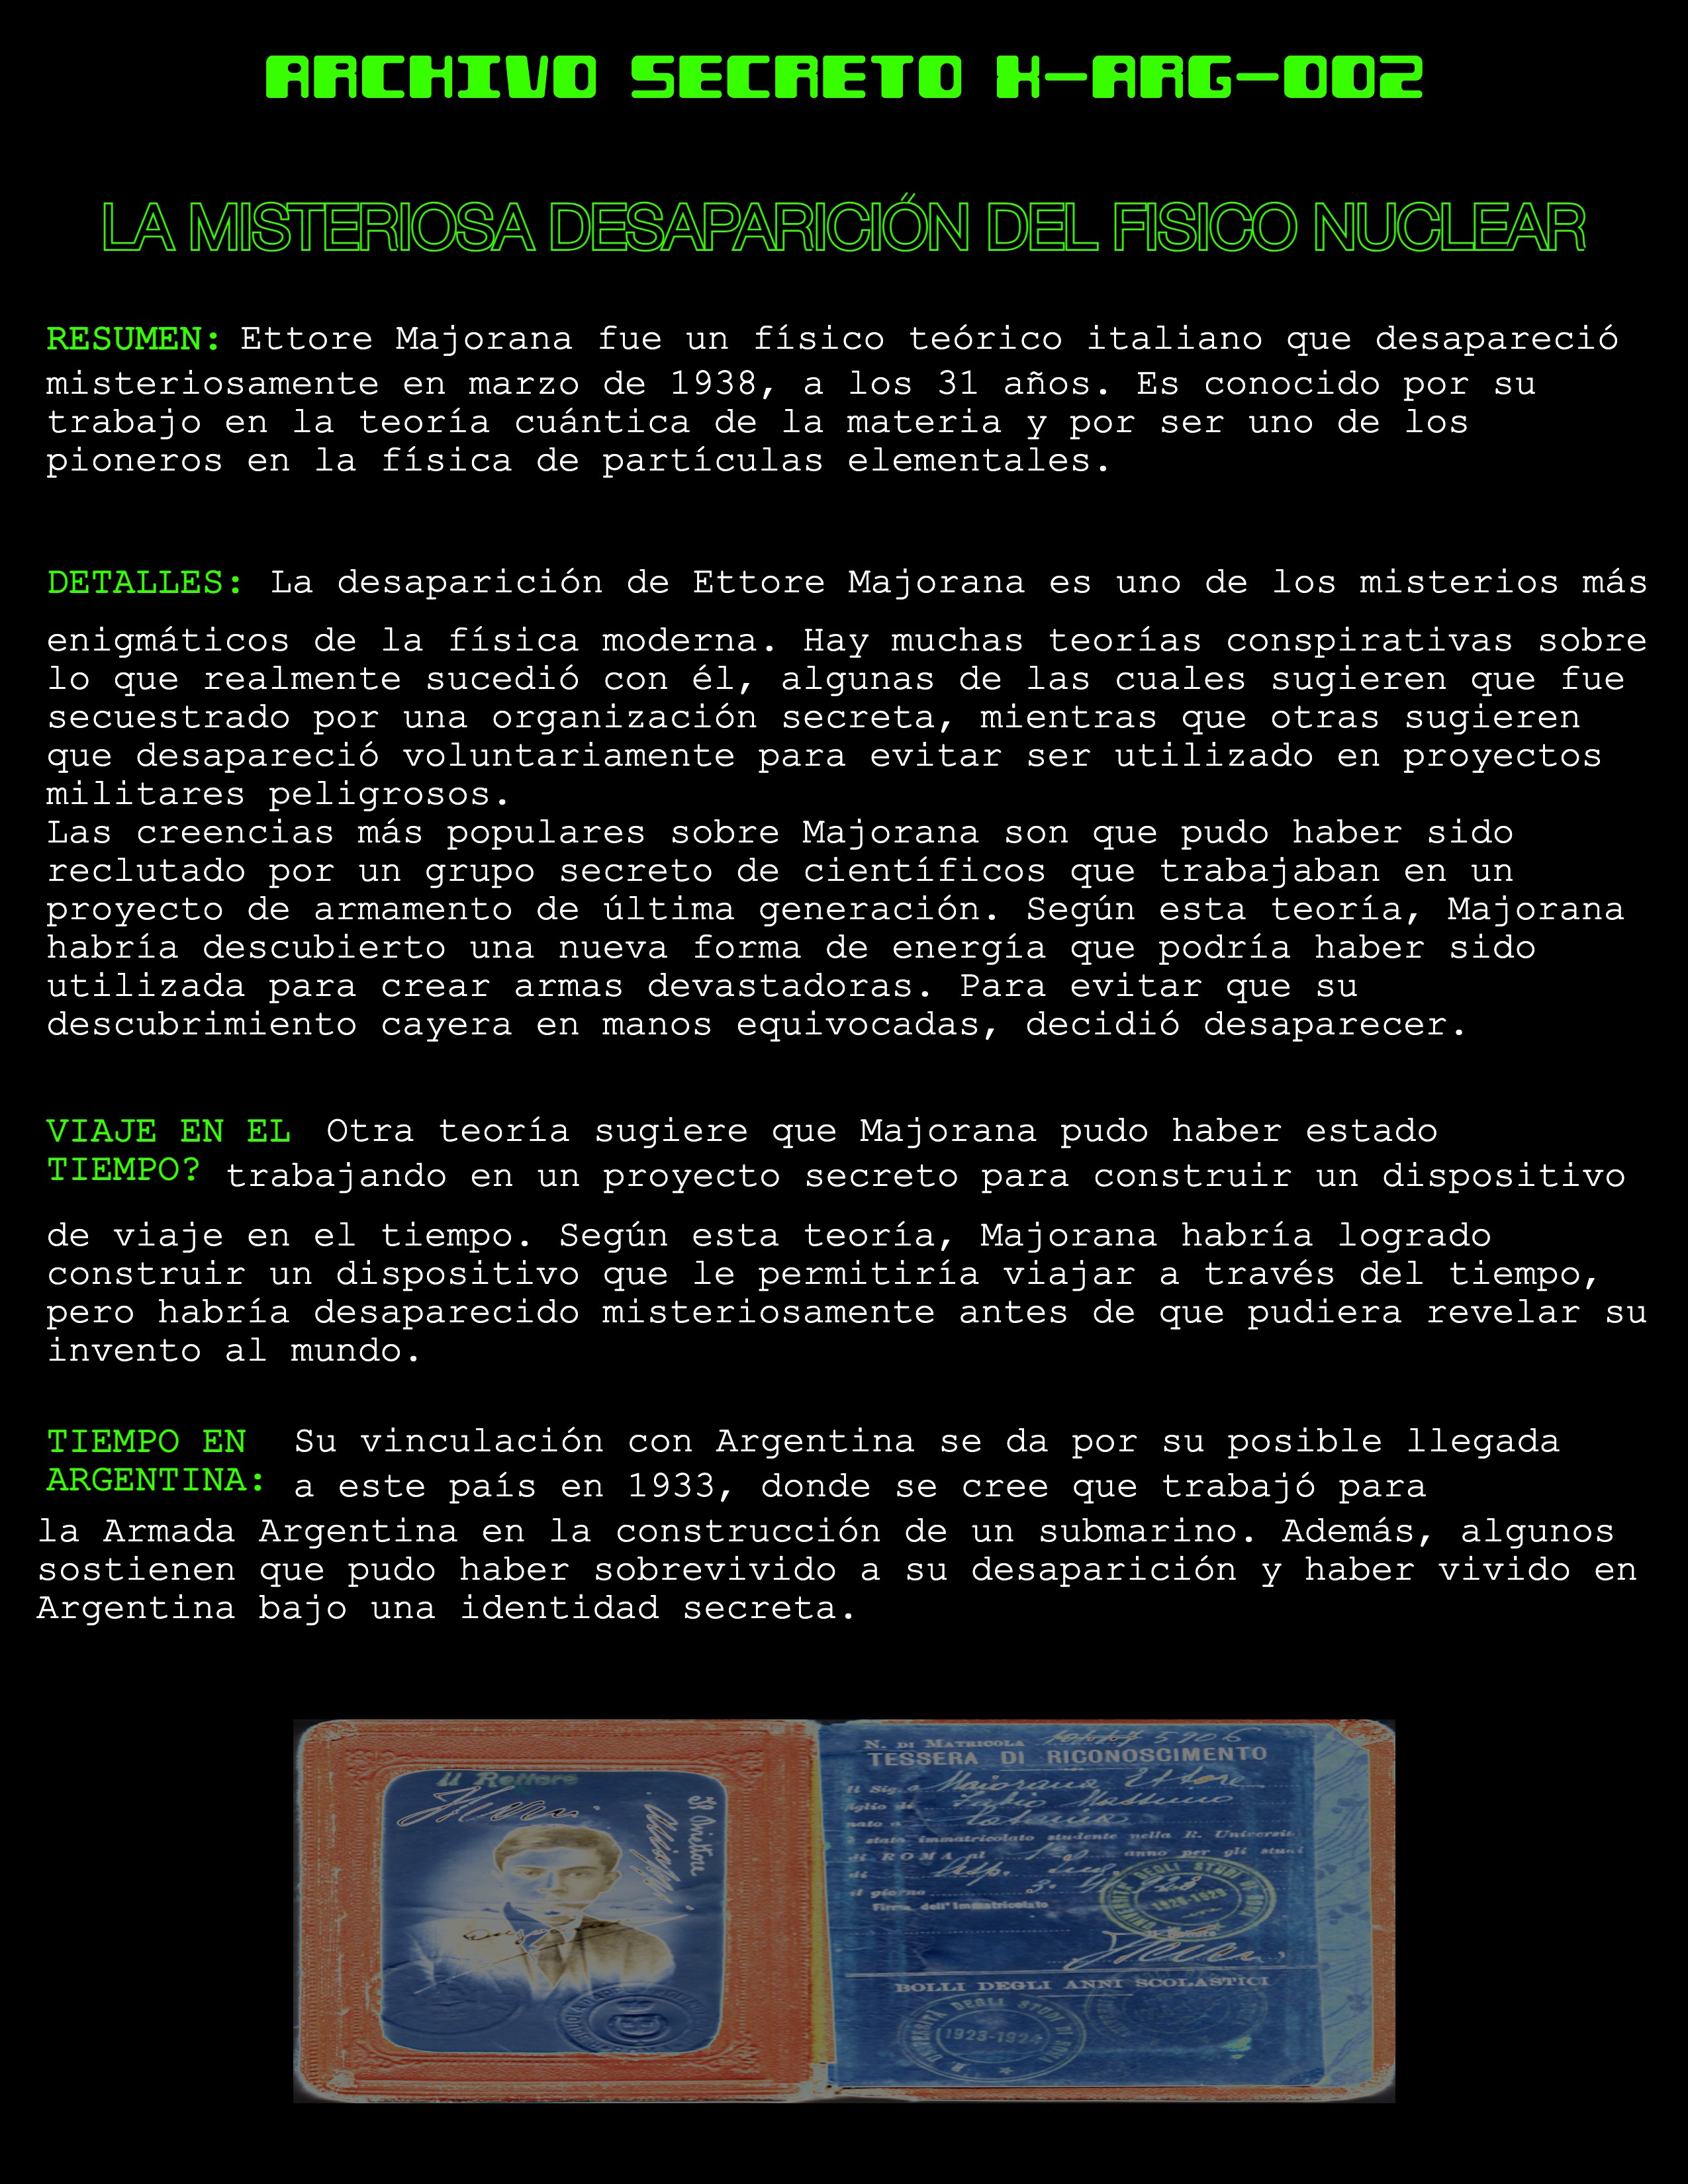 ARCHIVO SECRETO X-ARG-002
LA MISTERIOSA DESAPARICIÓN DEL FISICO NUCLEAR
RESUMEN: Ettore Majorana fue un físico teórico italiano que desapareció
misteriosamente en marzo de 1938, a los 31 años. Es conocido por su
trabajo en la teoría cuántica de la materia y por ser uno de los
pioneros en la física de partículas elementales.
DETALLES: La desaparición de Ettore Majorana es uno de los misterios más
enigmáticos de la física moderna. Hay muchas teorías conspirativas sobre
lo que realmente sucedió con él, algunas de las cuales sugieren que fue
secuestrado por una organización secreta, mientras que otras sugieren
que desapareció voluntariamente para evitar ser utilizado en proyectos
militares peligrosos.
Las creencias más populares sobre Majorana son que pudo haber sido
reclutado por un grupo secreto de científicos que trabajaban en un
proyecto de armamento de última generación. Según esta teoría, Majorana
habría descubierto una nueva forma de energía que podría haber sido
utilizada para crear armas devastadoras. Para evitar que su
descubrimiento cayera en manos equivocadas, decidió desaparecer.
VIAJE EN EL TIEMPO? Otra teoría sugiere que Majorana pudo haber estado
trabajando en un proyecto secreto para construir un dispositivo
de viaje en el tiempo. Según esta teoría, Majorana habría logrado
construir un dispositivo que le permitiría viajar a través del tiempo,
pero habría desaparecido misteriosamente antes de que pudiera revelar su
invento al mundo.
TIEMPO EN ARGENTINA: Su vinculación con Argentina se da por su posible llegada
a este país en 1933, donde se cree que trabajó para
la Armada Argentina en la construcción de un submarino. Además, algunos
sostienen que pudo haber sobrevivido a su desaparición y haber vivido en
Argentina bajo una identidad secreta.
Il Rettore
Il Direttore
N. DI MATRICOLA 5906
TESSERA DI RICONOSCIMENTO
Il Sig. Majorana Ettore
figlio di Fabio Massimo
nato a Catania
è stato immatricolato studente nella R. Universit
di ROMA al anno per gli studi
di
il giorno
Firma dell'Immatricolato
BOLLI DEGLI ANNI SCOLASTICI
R. UNIVERSITÀ DEGLI STUDI DI ROMA
1923-1924